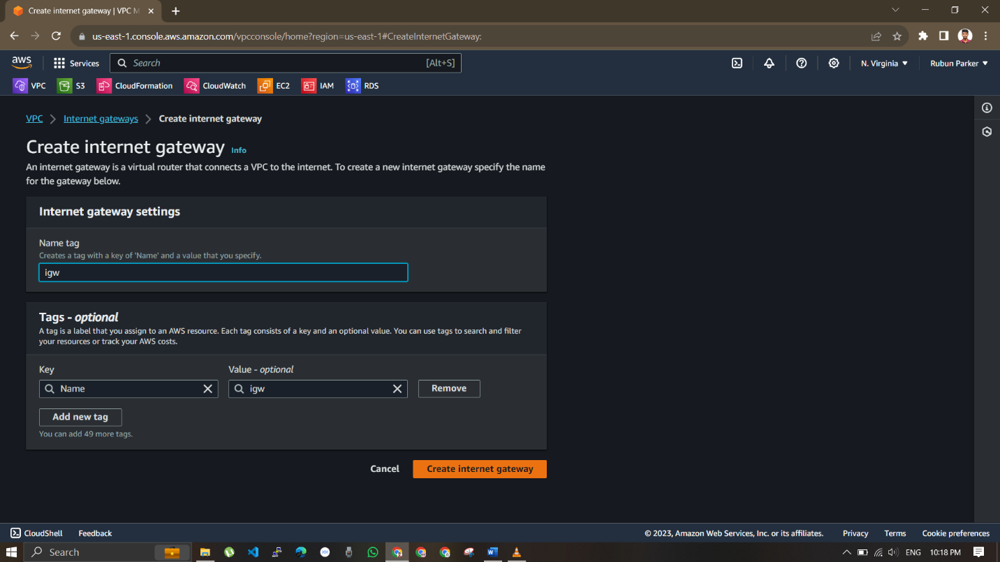 Create internet gateway | VPC M
us-east-1.console.aws.amazon.com/vpcconsole/home?region=us-east-1#CreateInternetGateway:
aws
Services
Search
[Alt+S]
N. Virginia
Rubun Parker
VPC
S3
CloudFormation
CloudWatch
EC2
IAM
RDS
VPC
Internet gateways
Create internet gateway
Create internet gateway Info
An internet gateway is a virtual router that connects a VPC to the internet. To create a new internet gateway specify the name
for the gateway below.
Internet gateway settings
Name tag
Creates a tag with a key of 'Name' and a value that you specify.
igw
Tags - optional
A tag is a label that you assign to an AWS resource. Each tag consists of a key and an optional value. You can use tags to search and filter
your resources or track your AWS costs.
Key
Value - optional
Name
igw
Remove
Add new tag
You can add 49 more tags.
Cancel
Create internet gateway
CloudShell
Feedback
© 2023, Amazon Web Services, Inc. or its affiliates.
Privacy
Terms
Cookie preferences
Search
ENG
10:18 PM